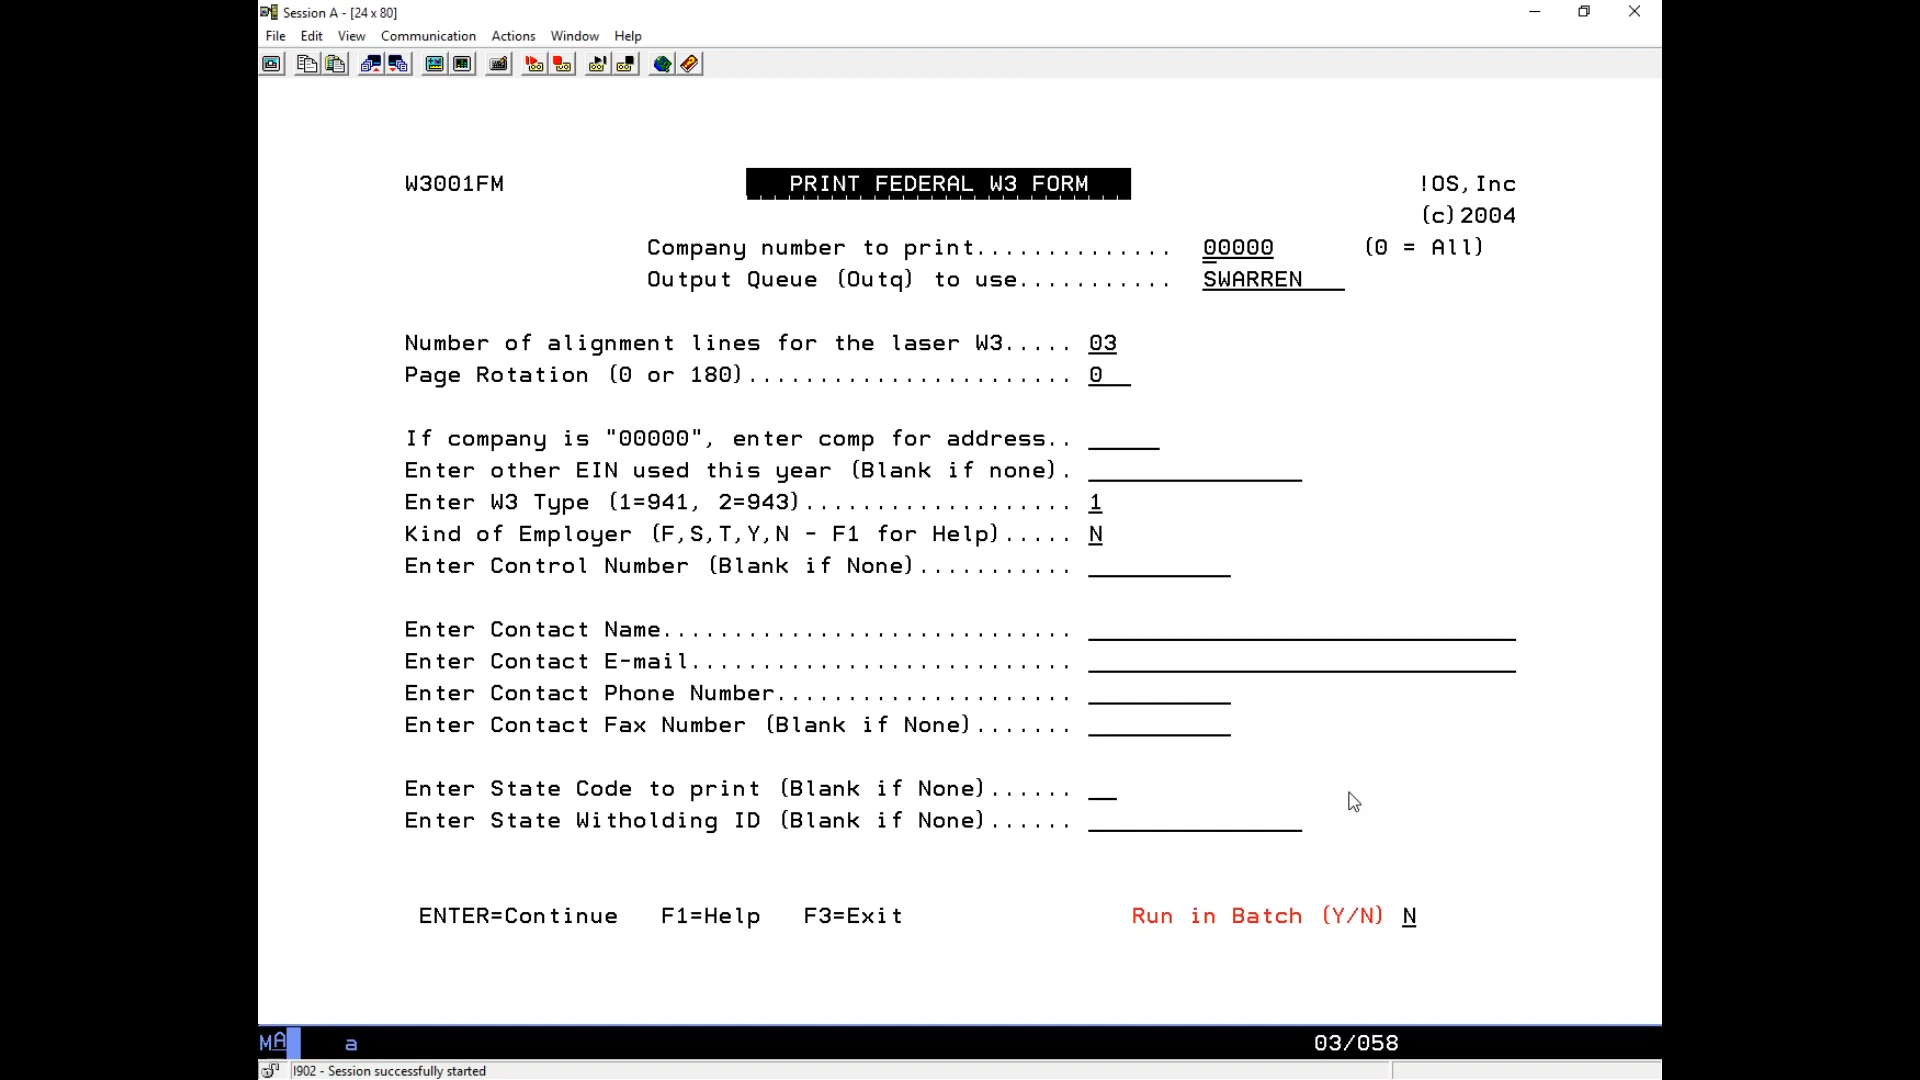 Session A - [24 x 80]
File Edit View Communication Actions Window Help
W3001FM PRINT FEDERAL W3 FORM !OS,Inc
(c)2004
Company number to print.............. 00000 (0 = All)
Output Queue (Outq) to use........... SWARREN
Number of alignment lines for the laser W3..... 03
Page Rotation (0 or 180)....................... 0
If company is "00000", enter comp for address..
Enter other EIN used this year (Blank if none).
Enter W3 Type (1=941, 2=943)................... 1
Kind of Employer (F,S,T,Y,N - F1 for Help)..... N
Enter Control Number (Blank if None)...........
Enter Contact Name.............................
Enter Contact E-mail...........................
Enter Contact Phone Number.....................
Enter Contact Fax Number (Blank if None).......
Enter State Code to print (Blank if None)......
Enter State Witholding ID (Blank if None)......
ENTER=Continue F1=Help F3=Exit Run in Batch (Y/N) N
MA a 03/058
I902 - Session successfully started